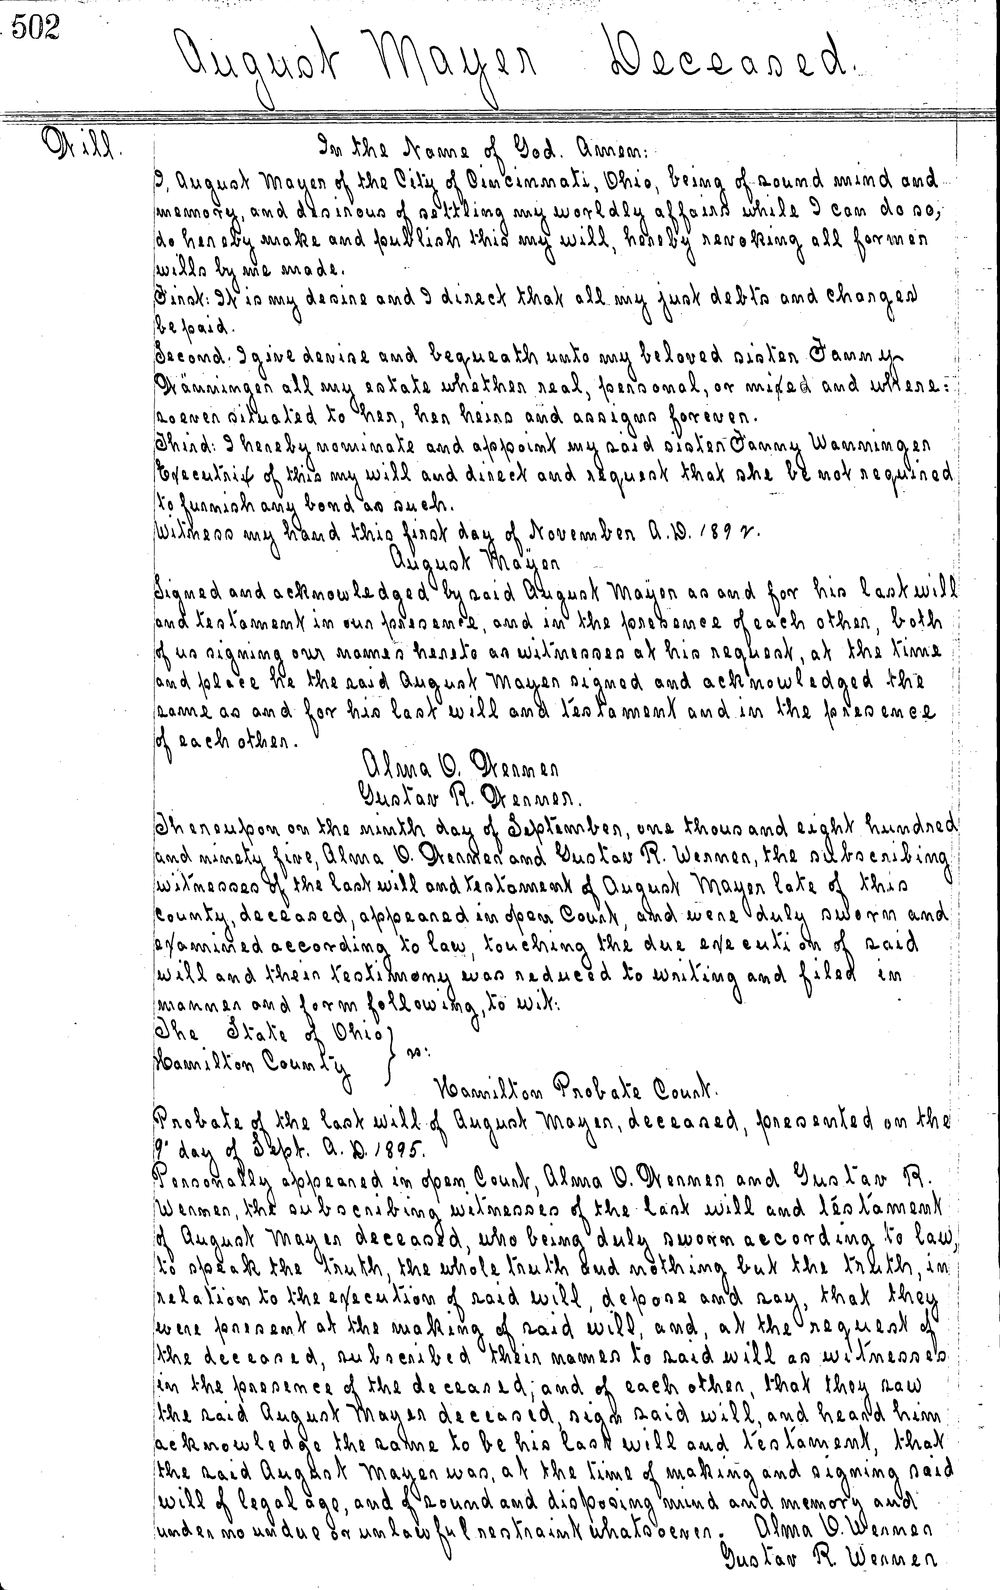 502
August Mayer Deceased.
Will.
In the Name of God. Amen:
I, August Mayer of the City of Cincinnati, Ohio, being of sound mind and
memory, and desirous of settling my worldly affairs while I can do so,
do hereby make and publish this my will, hereby revoking all former
wills by me made.
First: It is my desire and I direct that all my just debts and charges
be paid.
Second. I give devise and bequeath unto my beloved sister Fanny
Wänninger all my estate whether real, personal, or mixed and where=
soever situated to her, her heirs and assigns forever.
Third: I hereby nominate and appoint my said sister Fanny Wanninger
Executrix of this my will and direct and request that she be not required
to furnish any bond as such.
Witness my hand this first day of November A.D. 1892.
August Mayer
Signed and acknowledged by said August Mayer as and for his last will
and testament in our presence, and in the presence of each other, both
of us signing our names hereto as witnesses at his request, at the time
and place he the said August Mayer signed and acknowledged the
same as and for his last will and testament and in the presence
of each other.
Alma O. Werner
Gustav R. Werner.
Thereupon on the ninth day of September, one thousand eight hundred
and ninety five, Alma O. Werner and Gustav R. Werner, the subscribing
witnesses of the last will and testament of August Mayer late of this
county, deceased, appeared in open Court, and were duly sworn and
examined according to law, touching the due execution of said
will and their testimony was reduced to writing and filed in
manner and form following, to wit:
The State of Ohio
Hamilton County } ss:
Hamilton Probate Court.
Probate of the last will of August Mayer, deceased, presented on the
9" day of Sept. A.D. 1895.
Personally appeared in open Court, Alma O. Werner and Gustav R.
Werner, the subscribing witnesses of the last will and testament
of August Mayer deceased, who being duly sworn according to law,
to speak the truth, the whole truth and nothing but the truth, in
relation to the execution of said will, depose and say, that they
were present at the making of said will, and, at the request of
the deceased, subscribed their names to said will as witnesses
in the presence of the deceased; and of each other, that they saw
the said August Mayer deceased, sign said will, and heard him
acknowledge the same to be his last will and testament, that
the said August Mayer was, at the time of making and signing said
will of legal age, and of sound and disposing mind and memory and
under no undue or unlawful restraint whatsoever. Alma O. Werner
Gustav R. Werner